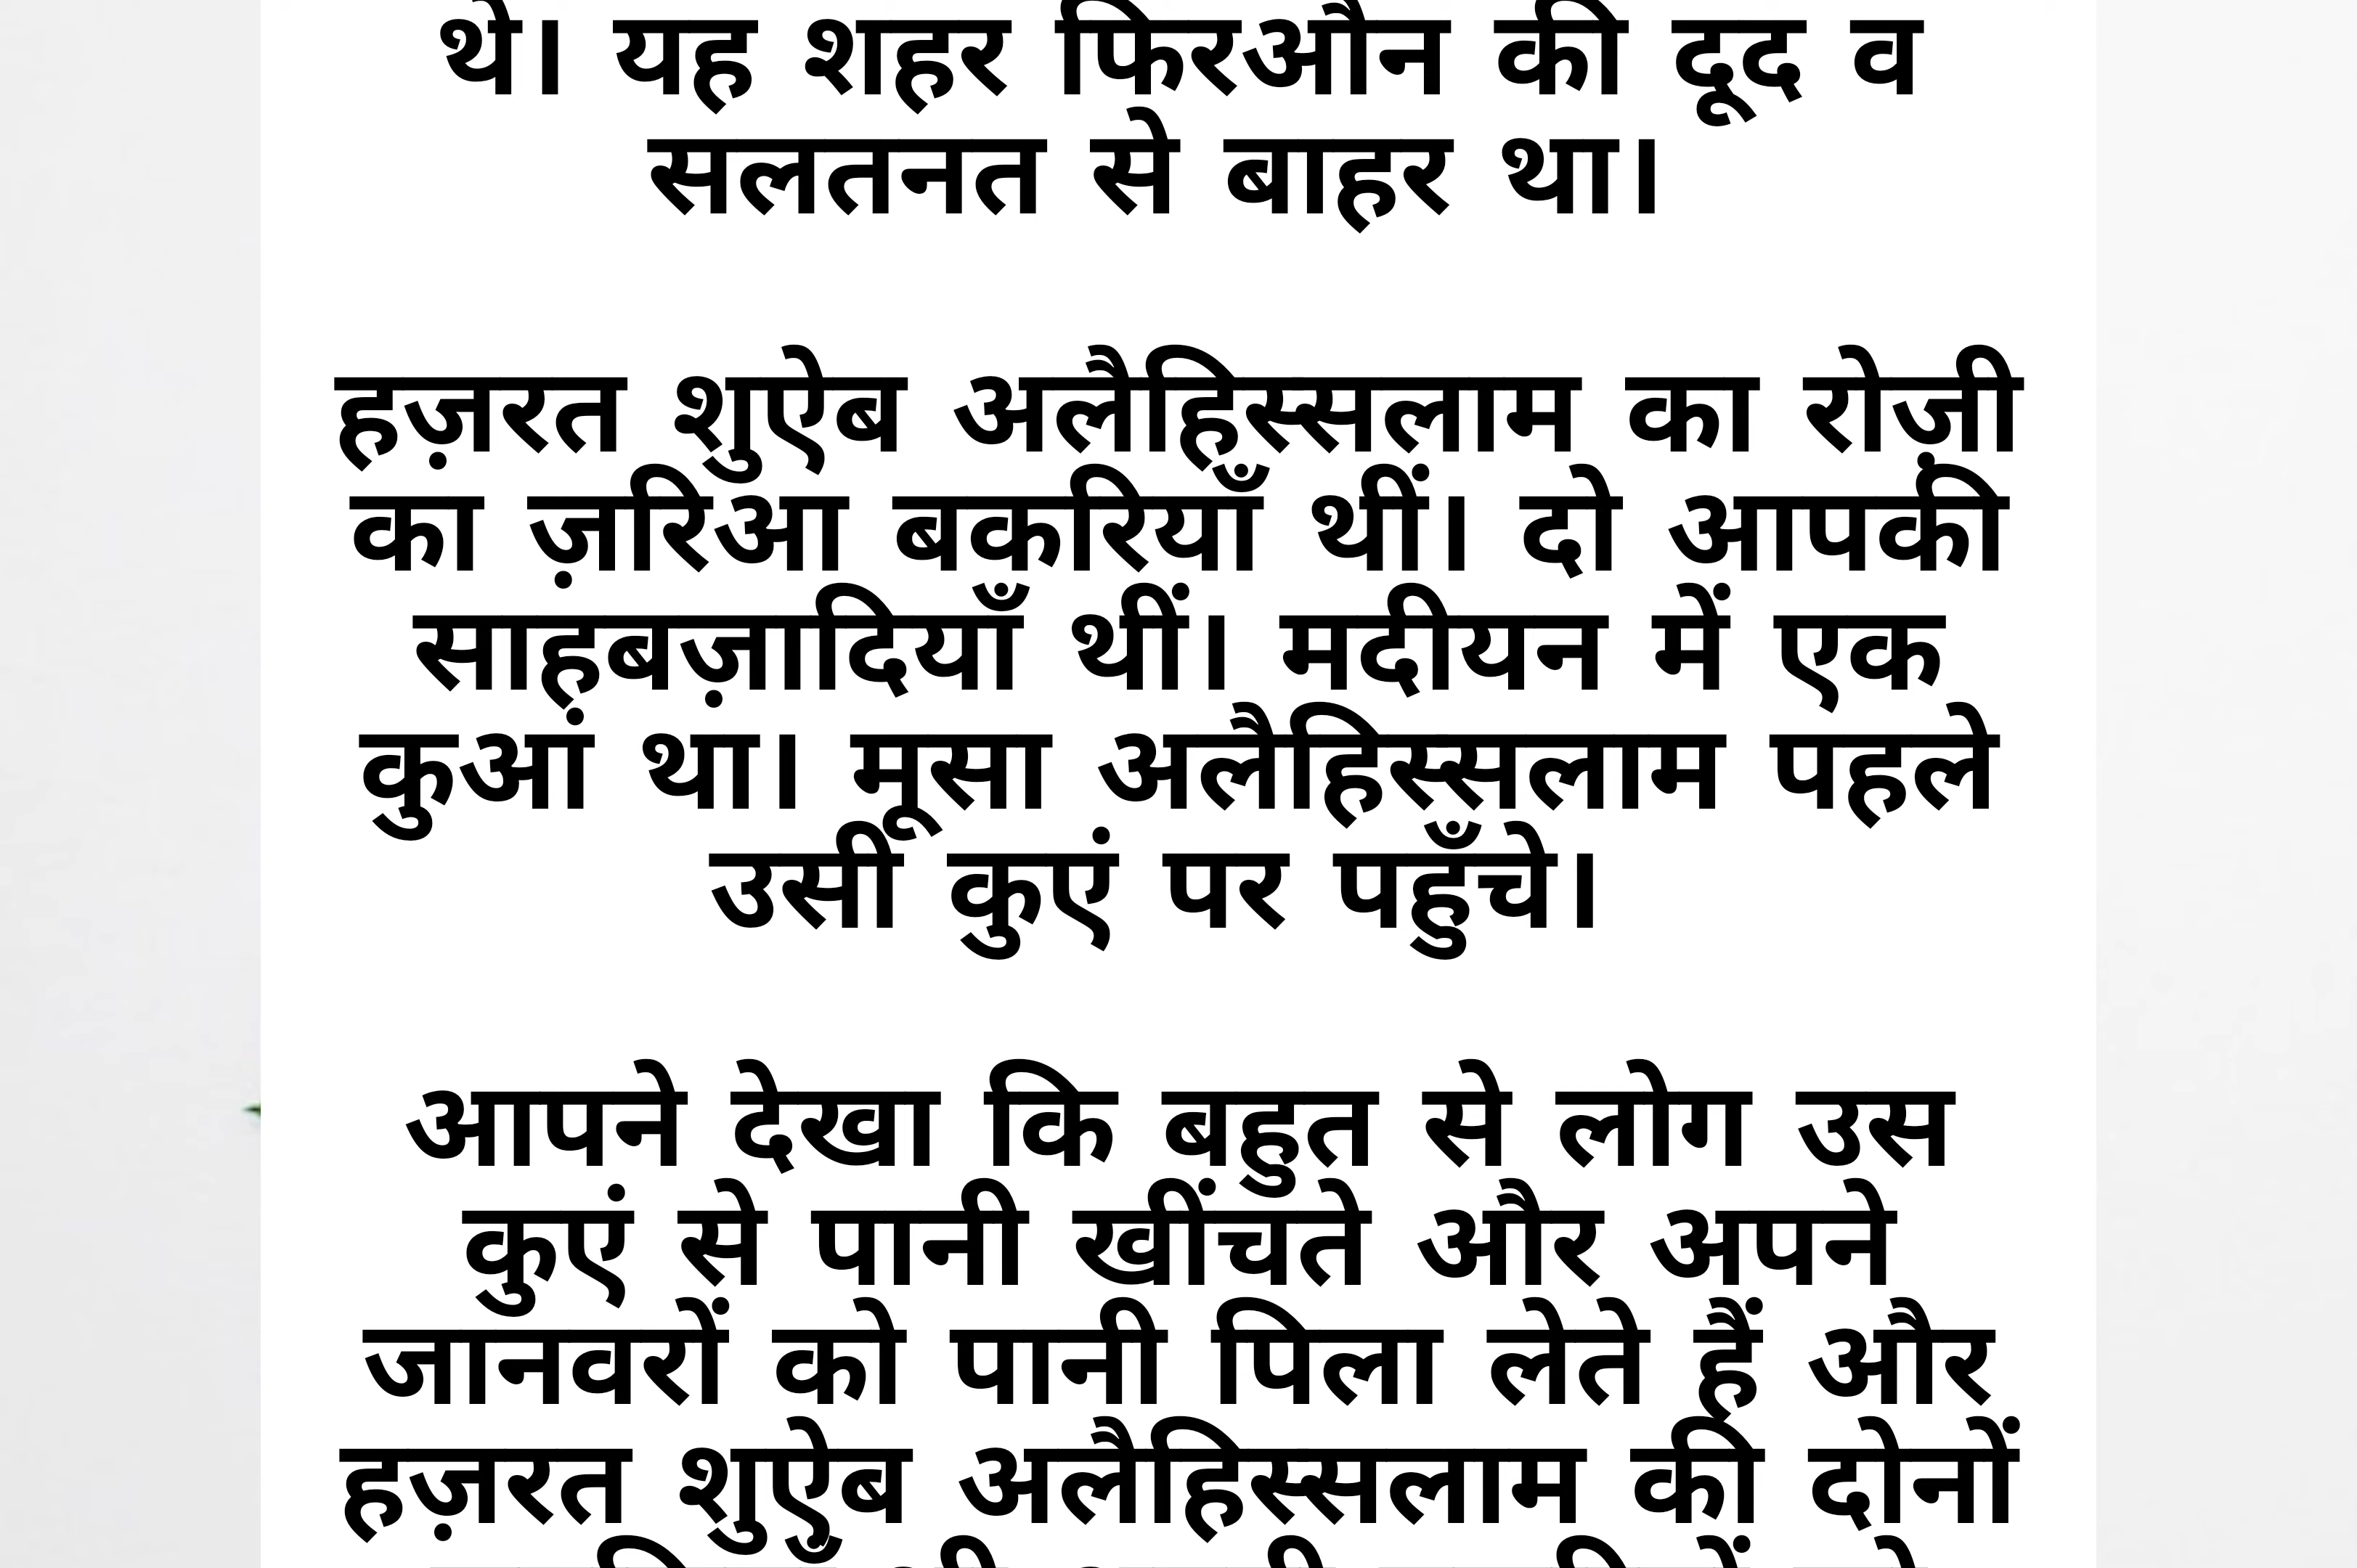 थे। यह शहर फिरऔन की दूद व
सलतनत से बाहर था।
हज़रत शुऐब अलैहिस्सलाम का रोज़ी
का ज़रिआ बकरियाँ थीं। दो आपकी
साहबज़ादियाँ थीं। मदीयन में एक
कुआं था। मूसा अलैहिस्सलाम पहले
उसी कुएं पर पहुँचे।
आपने देखा कि बहुत से लोग उस
कुएं से पानी खींचते और अपने
जानवरों को पानी पिला लेते हैं और
हज़रत शुऐब अलैहिस्सलाम की दोनों